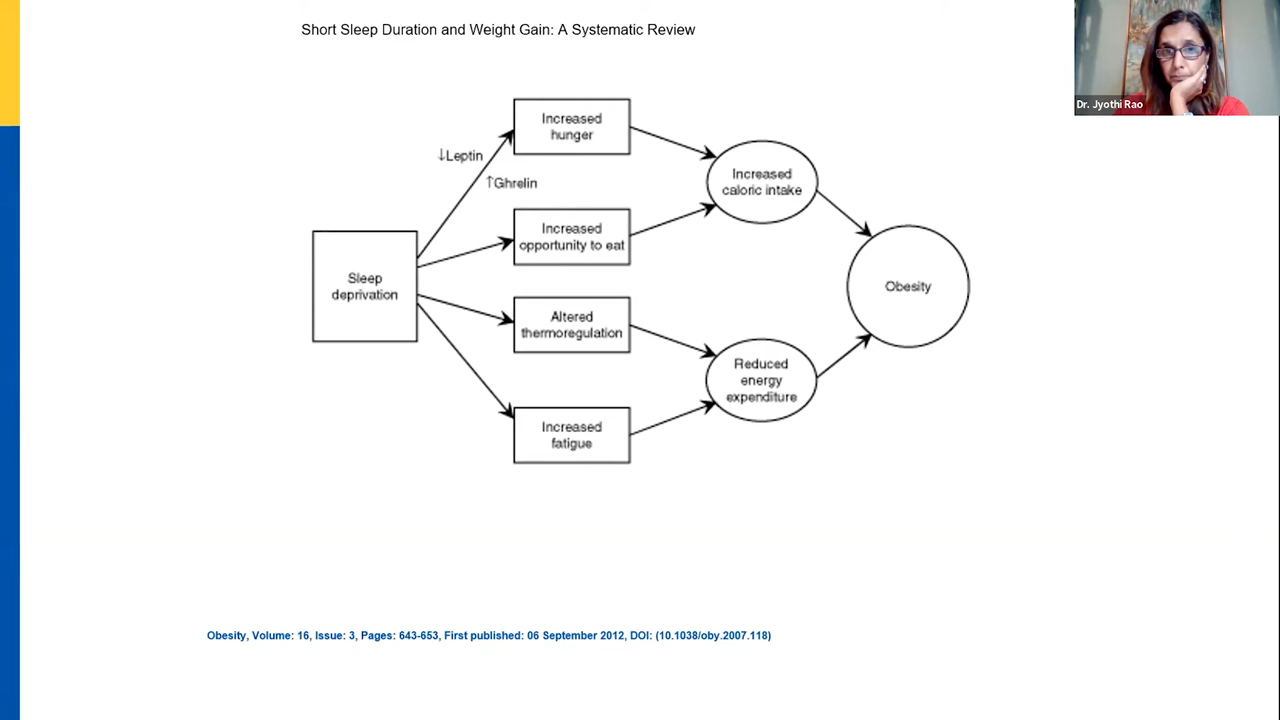 Short Sleep Duration and Weight Gain: A Systematic Review
Dr. Jyothi Rao
Increased
hunger
↓Leptin
↑Ghrelin
Increased
caloric intake
Increased
opportunity to eat
Sleep
deprivation
Obesity
Altered
thermoregulation
Reduced
energy
expenditure
Increased
fatigue
Obesity, Volume: 16, Issue: 3, Pages: 643-653, First published: 06 September 2012, DOI: (10.1038/oby.2007.118)